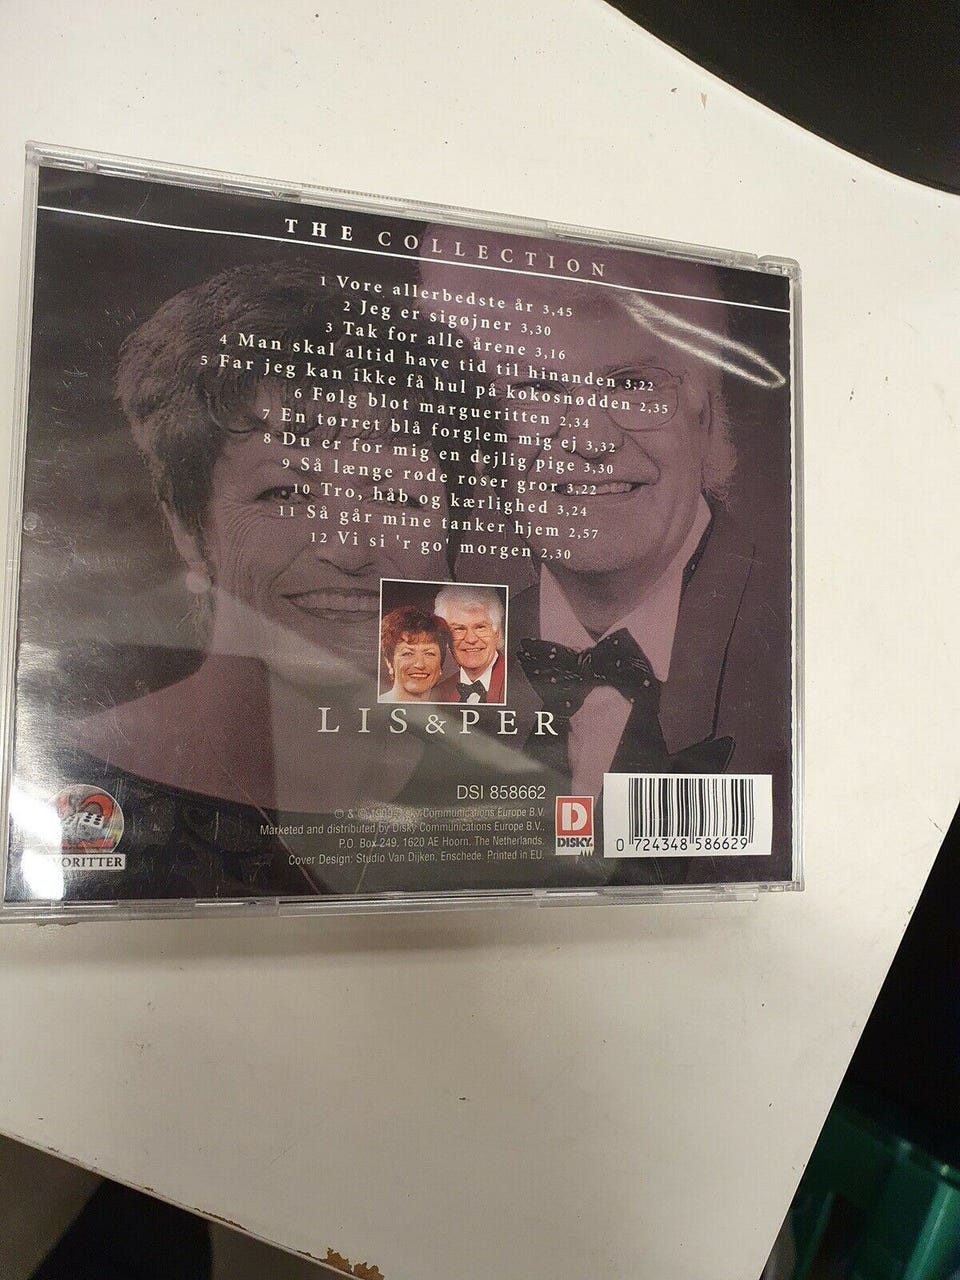 THE COLLECTION
1 Vore allerbedste år 3,45
2 Jeg er sigøjner 3,30
3 Tak for alle årene 3,16
4 Man skal altid have tid til hinanden 3,22
5 Far jeg kan ikke få hul på kokosnødden 2,35
6 Følg blot margueritten 2,34
7 En tørret blå forglem mig ej 3,32
8 Du er for mig en dejlig pige 3,30
9 Så længe røde roser gror 3,22
10 Tro, håb og kærlighed 3,24
11 Så går mine tanker hjem 2,57
12 Vi si 'r go' morgen 2,30
LIS & PER
DSI 858662
Disky Communications Europe B.V.
Marketed and distributed by Disky Communications Europe B.V.,
P.O. Box 249, 1620 AE Hoorn. The Netherlands.
Cover Design: Studio Van Dijken, Enschede. Printed in EU.
D
DISKY
0 724348 586629